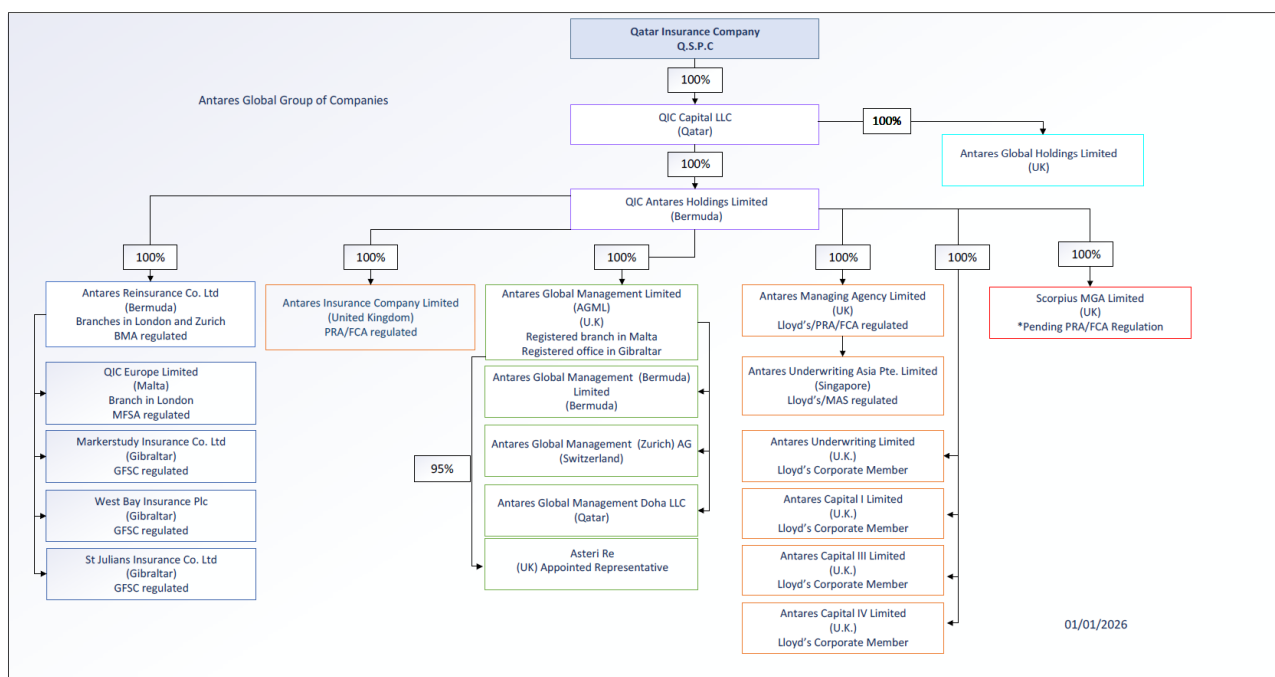 Qatar Insurance Company
Q.S.P.C
100%
Antares Global Group of Companies
QIC Capital LLC
(Qatar)
100%
Antares Global Holdings Limited
(UK)
100%
QIC Antares Holdings Limited
(Bermuda)
100%
100%
100%
100%
100%
100%
Antares Reinsurance Co. Ltd
(Bermuda)
Branches in London and Zurich
BMA regulated
QIC Europe Limited
(Malta)
Branch in London
MFSA regulated
Markerstudy Insurance Co. Ltd
(Gibraltar)
GFSC regulated
West Bay Insurance Plc
(Gibraltar)
GFSC regulated
St Julians Insurance Co. Ltd
(Gibraltar)
GFSC regulated
Antares Insurance Company Limited
(United Kingdom)
PRA/FCA regulated
Antares Global Management Limited
(AGML)
(U.K)
Registered branch in Malta
Registered office in Gibraltar
Antares Global Management (Bermuda)
Limited
(Bermuda)
Antares Global Management (Zurich) AG
(Switzerland)
95%
Antares Global Management Doha LLC
(Qatar)
Asteri Re
(UK) Appointed Representative
Antares Managing Agency Limited
(UK)
Lloyd's/PRA/FCA regulated
Antares Underwriting Asia Pte. Limited
(Singapore)
Lloyd's/MAS regulated
Antares Underwriting Limited
(U.K.)
Lloyd's Corporate Member
Antares Capital I Limited
(U.K.)
Lloyd's Corporate Member
Antares Capital III Limited
(U.K.)
Lloyd's Corporate Member
Antares Capital IV Limited
(U.K.)
Lloyd's Corporate Member
Scorpius MGA Limited
(UK)
*Pending PRA/FCA Regulation
01/01/2026